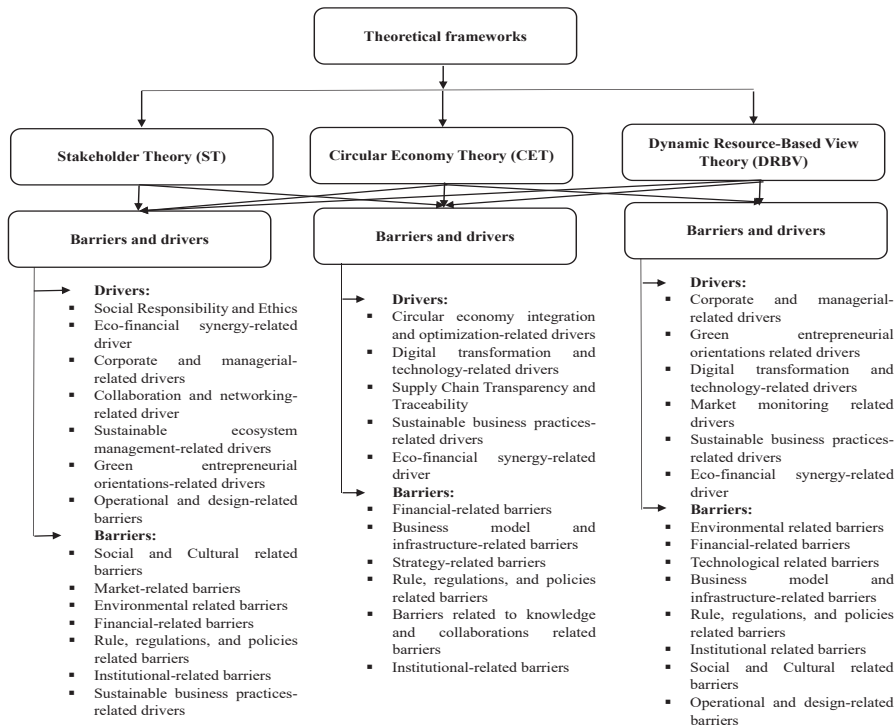 Theoretical frameworks
Stakeholder Theory (ST)
Circular Economy Theory (CET)
Dynamic Resource-Based View
Theory (DRBV)
Barriers and drivers
Drivers:
Social Responsibility and Ethics
Eco-financial synergy-related
driver
Corporate and managerial-
related drivers
Collaboration and networking-
related driver
Sustainable ecosystem
management-related drivers
Green entrepreneurial
orientations-related drivers
Operational and design-related
barriers
Barriers:
Social and Cultural related
barriers
Market-related barriers
Environmental related barriers
Financial-related barriers
Rule, regulations, and policies
related barriers
Institutional-related barriers
Sustainable business practices-
related drivers
Barriers and drivers
Drivers:
Circular economy integration
and optimization-related drivers
Digital transformation and
technology-related drivers
Supply Chain Transparency and
Traceability
Sustainable business practices-
related drivers
Eco-financial synergy-related
driver
Barriers:
Financial-related barriers
Business model and
infrastructure-related barriers
Strategy-related barriers
Rule, regulations, and policies
related barriers
Barriers related to knowledge
and collaborations related
barriers
Institutional-related barriers
Barriers and drivers
Drivers:
Corporate and managerial-
related drivers
Green entrepreneurial
orientations related drivers
Digital transformation and
technology-related drivers
Market monitoring related
drivers
Sustainable business practices-
related drivers
Eco-financial synergy-related
driver
Barriers:
Environmental related barriers
Financial-related barriers
Technological related barriers
Business model and
infrastructure-related barriers
Rule, regulations, and policies
related barriers
Institutional related barriers
Social and Cultural related
barriers
Operational and design-related
barriers